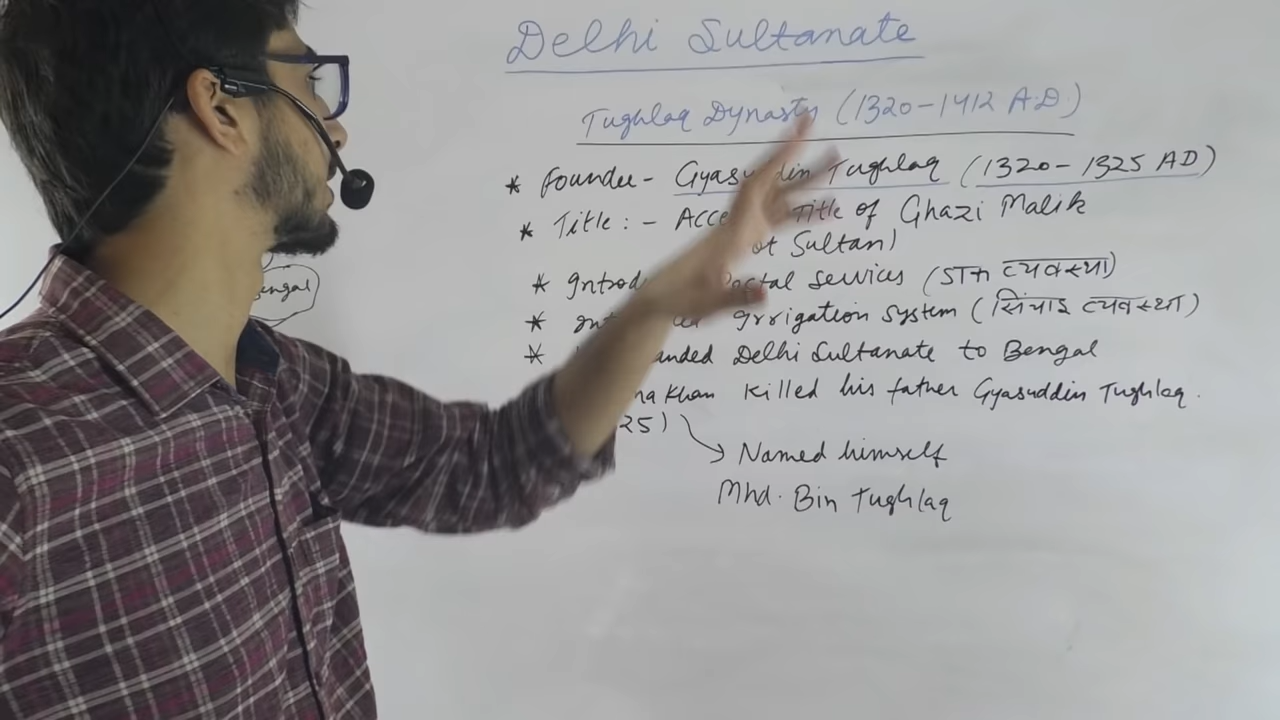 Delhi Sultanate
Tughlaq Dynasty (1320-1412 AD.)
* Founder - Gyasuddin Tughlaq (1320-1325 AD)
* Title:- Title of Ghazi Malik
Sultan)
* Postal Services (डाक व्यवस्था)
* Irrigation System (सिंचाई व्यवस्था)
* Delhi Sultanate to Bengal
Khan Killed his father Gyasuddin Tughlaq.
25)
Named himself
Mhd. Bin Tughlaq